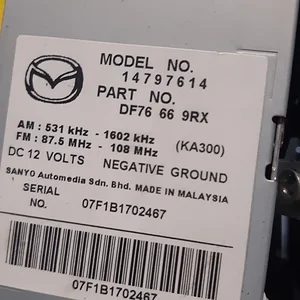 MODEL NO.
14797614
PART NO.
DF76 66 9RX
AM : 531 kHz - 1602 kHz
FM : 87.5 MHz - 108 MHz (KA300)
DC 12 VOLTS NEGATIVE GROUND
SANYO Automedia Sdn. Bhd. MADE IN MALAYSIA
SERIAL
NO. 07F1B1702467
07F1B1702467